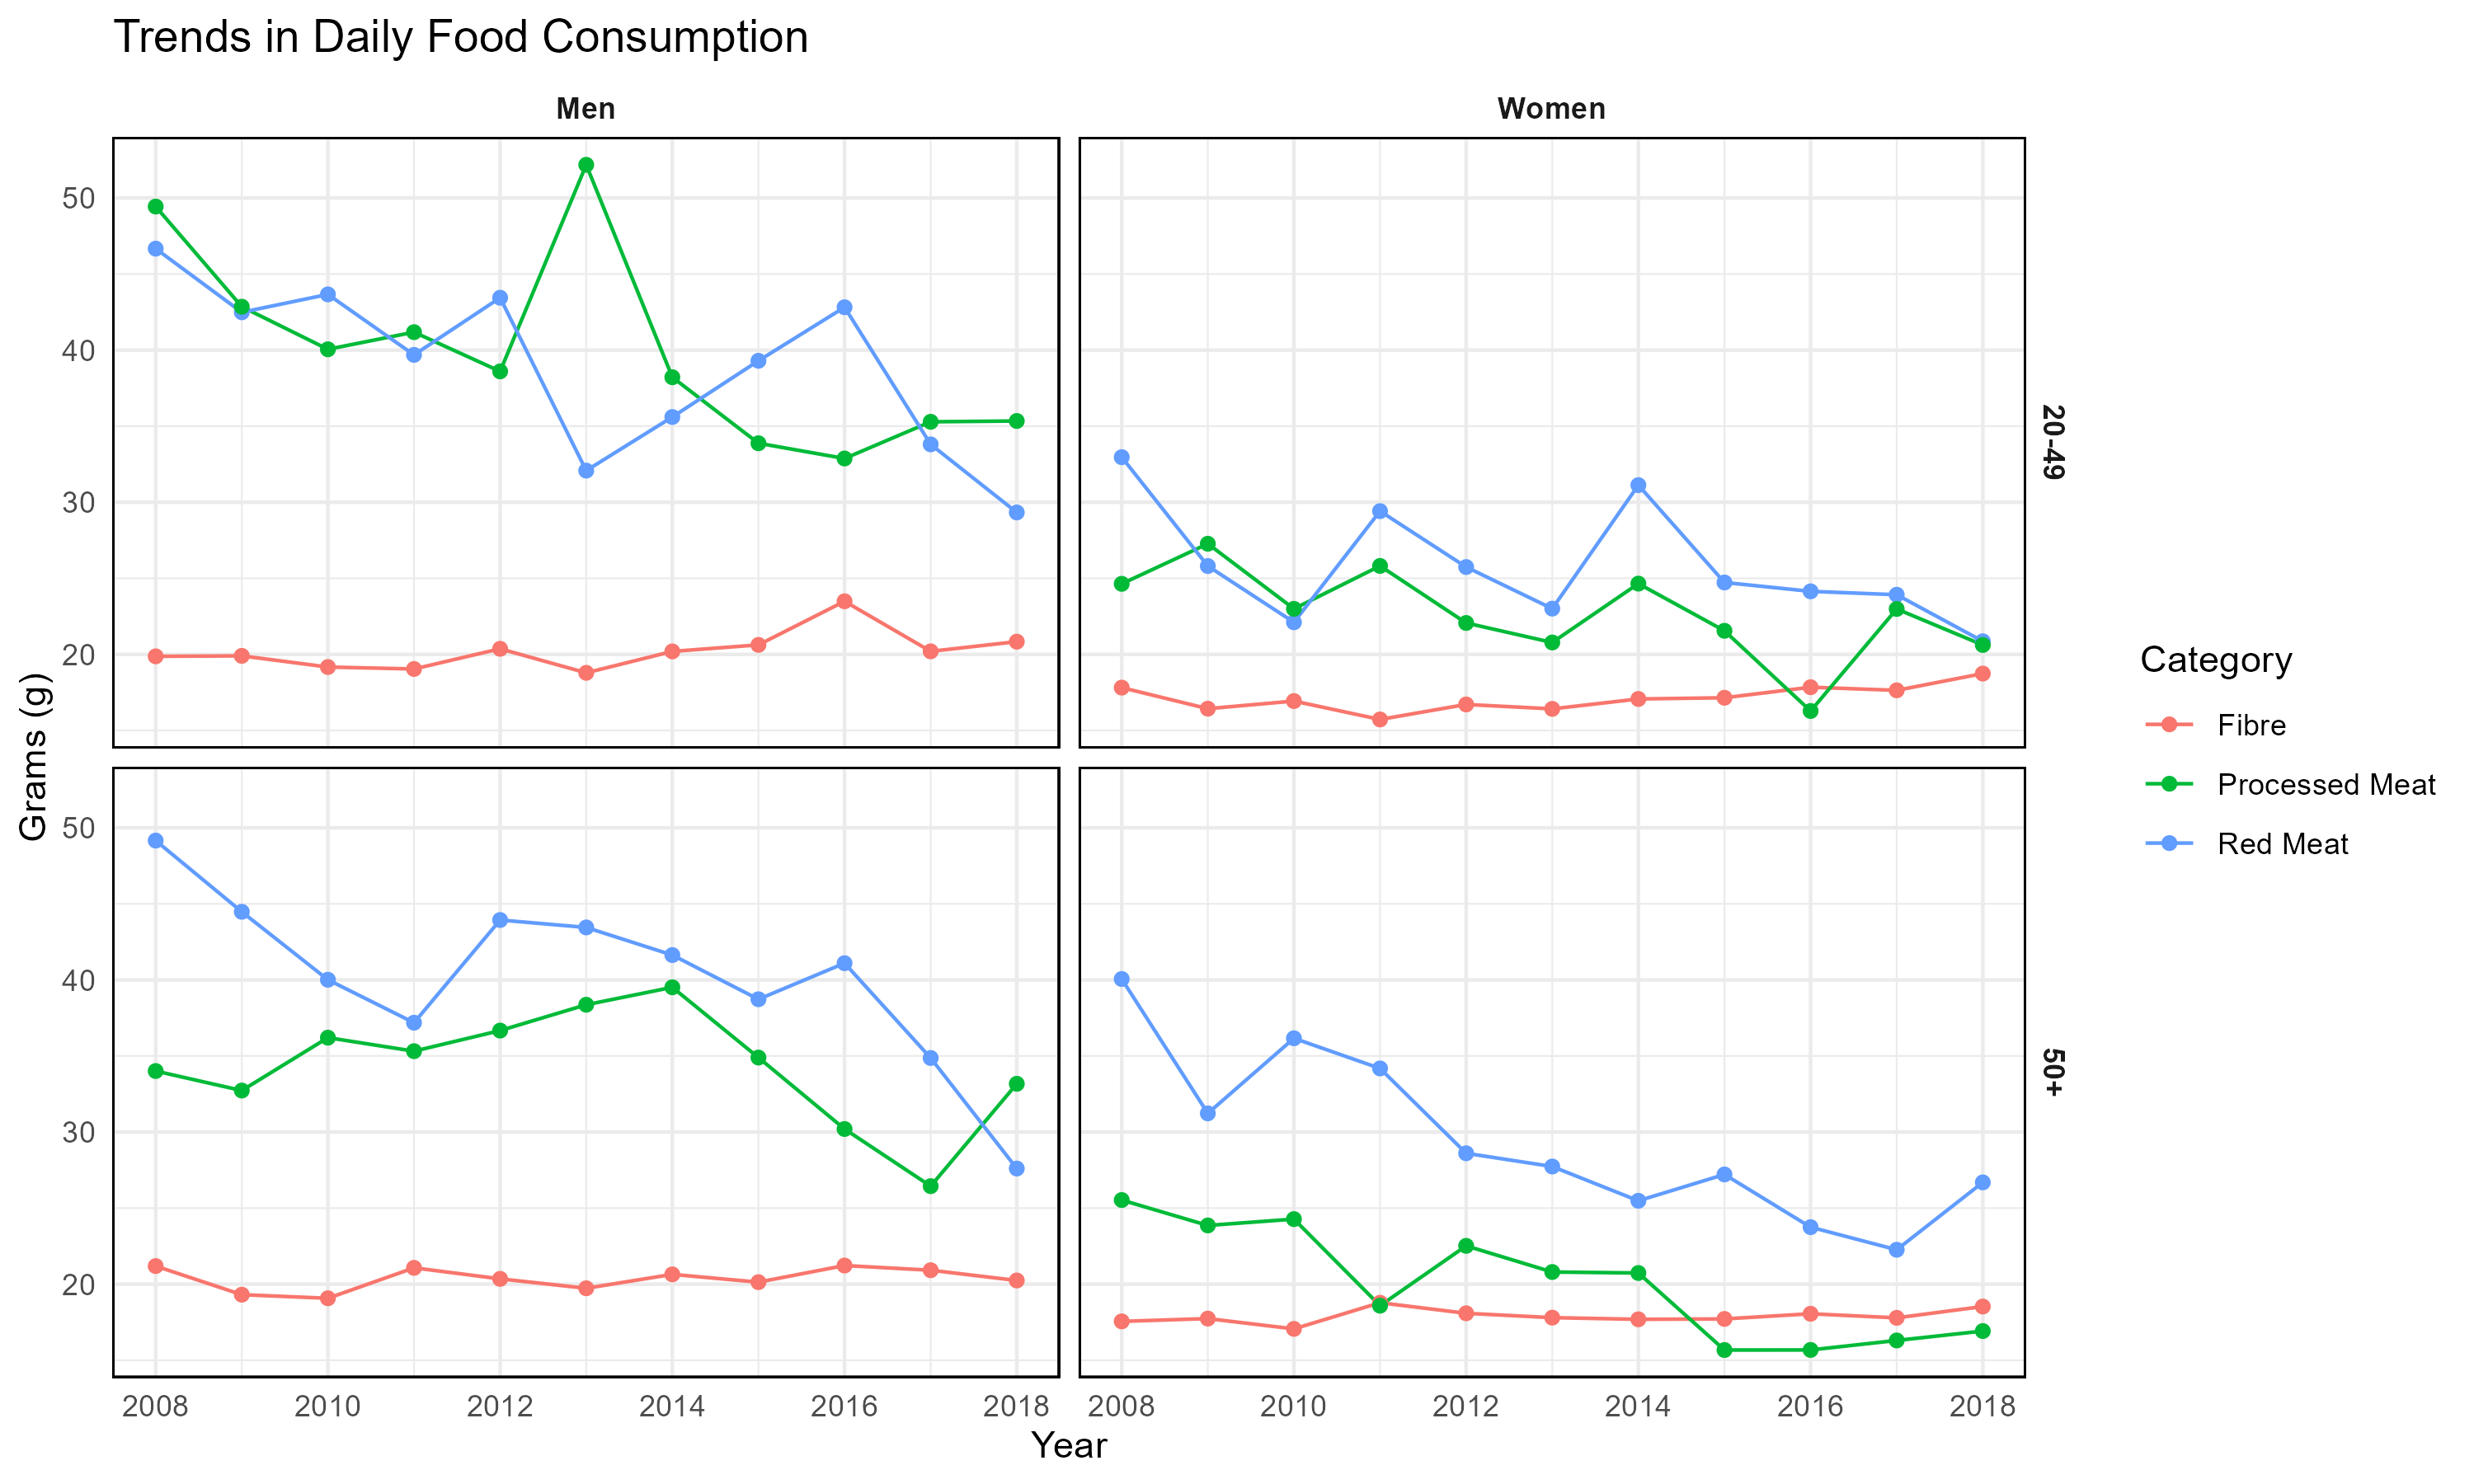 Trends in Daily Food Consumption
Men
Women
50
40
30
20
20-49
50
40
30
20
50+
Grams (g)
2008 2010 2012 2014 2016 2018
2008 2010 2012 2014 2016 2018
Year
Category
Fibre
Processed Meat
Red Meat